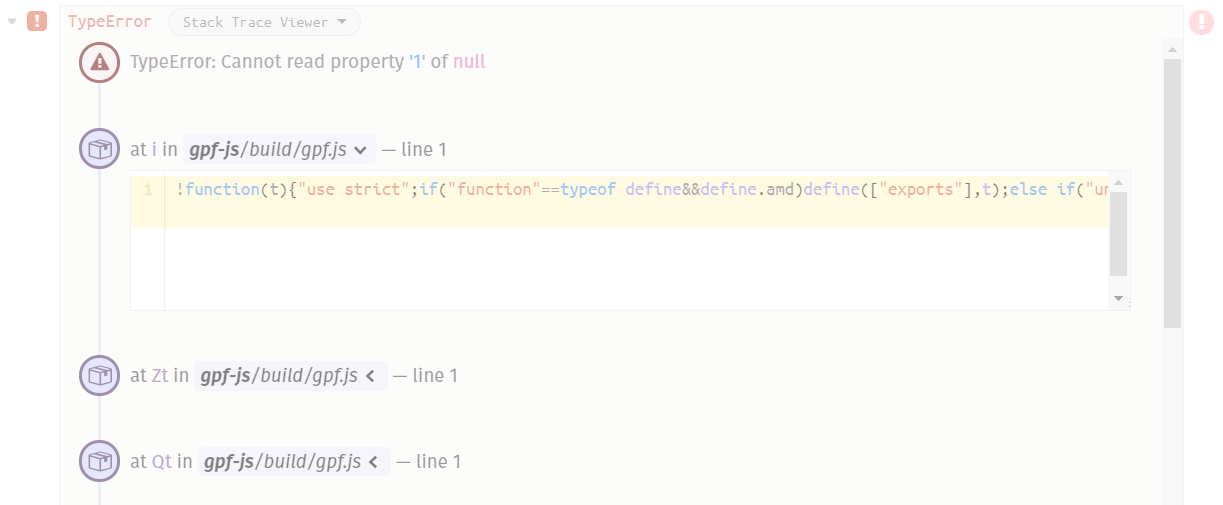 TypeError Stack Trace Viewer
TypeError: Cannot read property '1' of null
at i in gpf-js/build/gpf.js — line 1
1 !function(t){"use strict";if("function"==typeof define&&define.amd)define(["exports"],t);else if("un
at Zt in gpf-js/build/gpf.js — line 1
at Qt in gpf-js/build/gpf.js — line 1